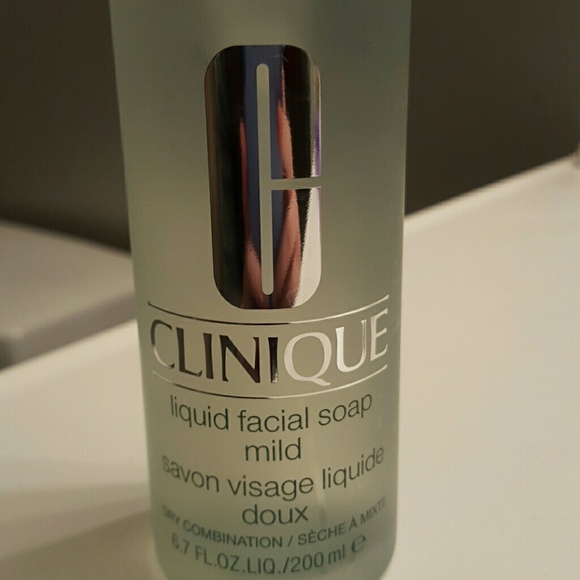 CLINIQUE
liquid facial soap
mild
savon visage liquide
doux
DRY COMBINATION / SÈCHE À MIXTE
6.7 FL.OZ.LIQ./200 ml ℮